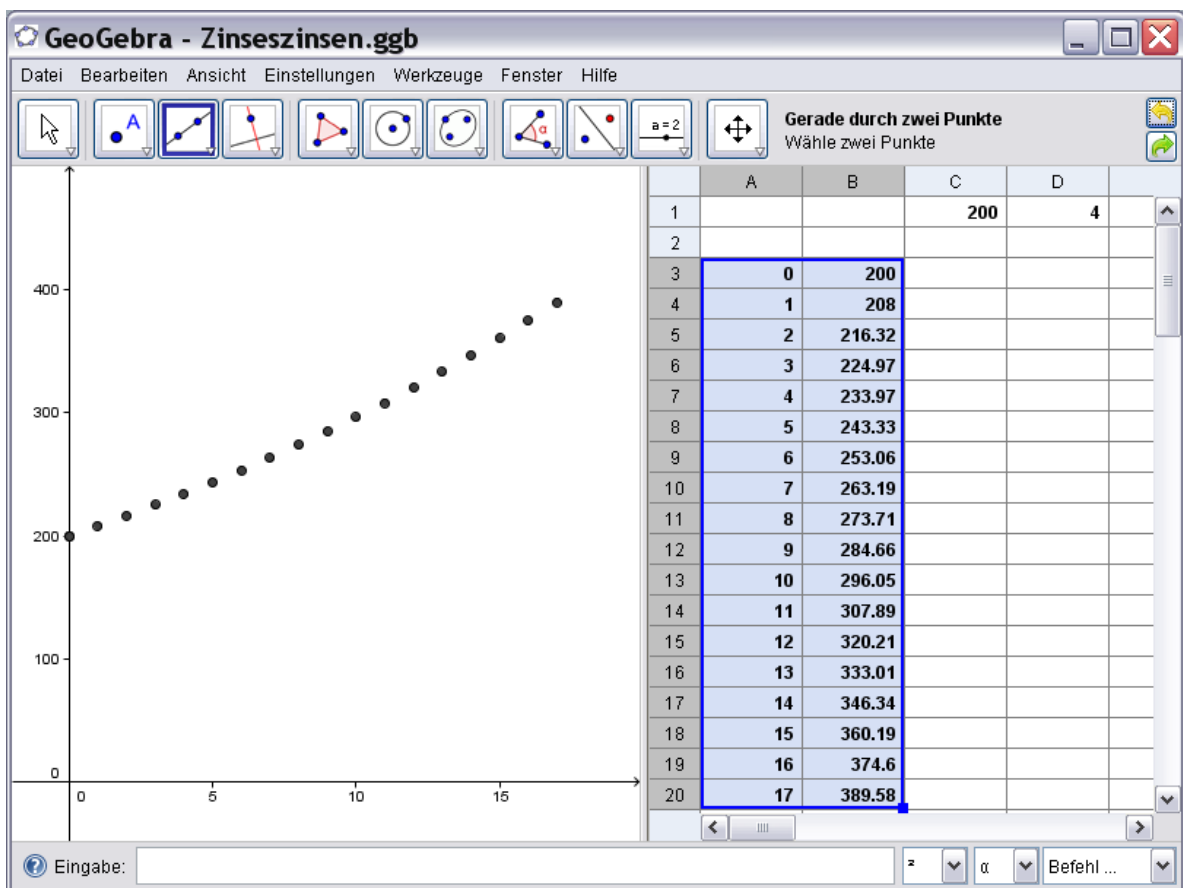 GeoGebra - Zinseszinsen.ggb
Datei Bearbeiten Ansicht Einstellungen Werkzeuge Fenster Hilfe
A
α
a = 2
Gerade durch zwei Punkte
Wähle zwei Punkte
400
300
200
100
0
0 5 10 15
A B C D
1 200 4
2
3 0 200
4 1 208
5 2 216.32
6 3 224.97
7 4 233.97
8 5 243.33
9 6 253.06
10 7 263.19
11 8 273.71
12 9 284.66
13 10 296.05
14 11 307.89
15 12 320.21
16 13 333.01
17 14 346.34
18 15 360.19
19 16 374.6
20 17 389.58
Eingabe: ² α Befehl ...